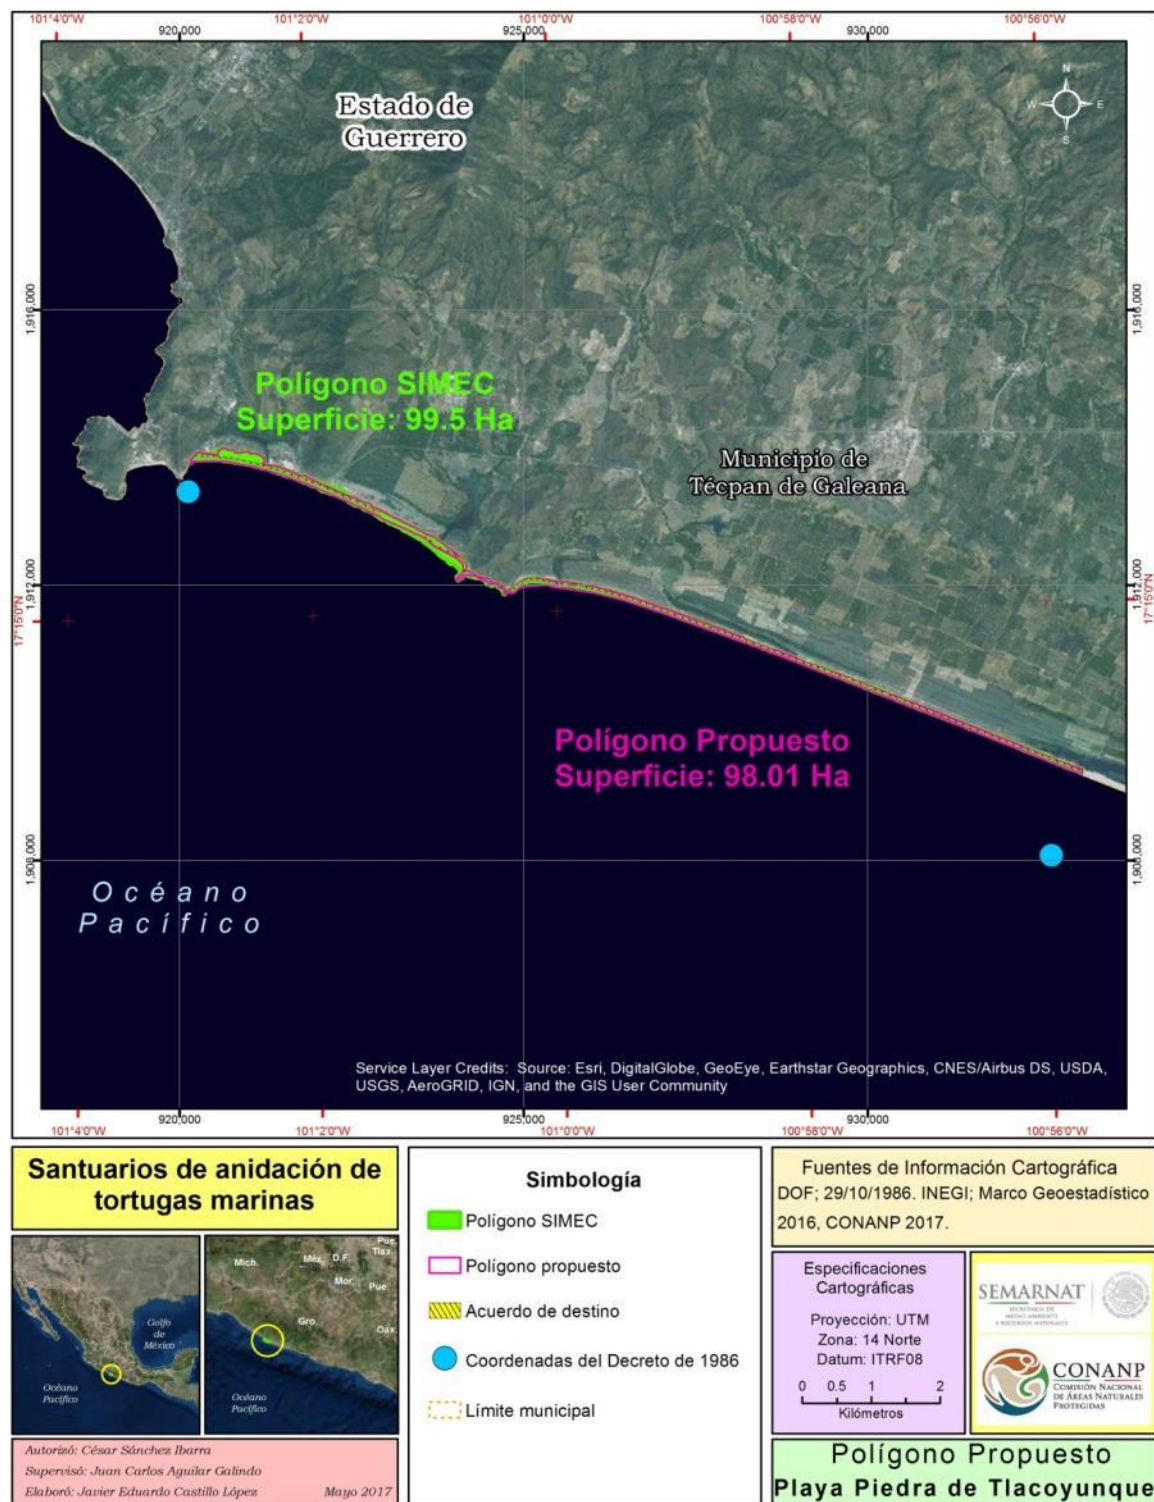 101°4'0"W 101°2'0"W 101°0'0"W 100°58'0"W 100°56'0"W
920,000 925,000 930,000
Estado de
Guerrero
N
W E
S
1,916,000 1,916,000
Polígono SIMEC
Superficie: 99.5 Ha
Municipio de
Técpan de Galeana
1,912,000 1,912,000
17°15'0"N 17°15'0"N
Polígono Propuesto
Superficie: 98.01 Ha
1,908,000 1,908,000
Océano
Pacífico
Service Layer Credits: Source: Esri, DigitalGlobe, GeoEye, Earthstar Geographics, CNES/Airbus DS, USDA,
USGS, AeroGRID, IGN, and the GIS User Community
920,000 925,000 930,000
101°4'0"W 101°2'0"W 101°0'0"W 100°58'0"W 100°56'0"W
Santuarios de anidación de
tortugas marinas
Golfo
de
México
Océano
Pacífico
Mich.
Méx.
D.F.
Pue.
Tlax.
Mor.
Pue.
Gro.
Oax.
Océano
Pacífico
Autorizó: César Sánchez Ibarra
Supervisó: Juan Carlos Aguilar Galindo
Elaboró: Javier Eduardo Castillo López Mayo 2017
Simbología
Polígono SIMEC
Polígono propuesto
Acuerdo de destino
Coordenadas del Decreto de 1986
Límite municipal
Fuentes de Información Cartográfica
DOF; 29/10/1986. INEGI; Marco Geoestadístico
2016, CONANP 2017.
Especificaciones
Cartográficas
Proyección: UTM
Zona: 14 Norte
Datum: ITRF08
0 0.5 1 2
Kilómetros
SEMARNAT
SECRETARÍA DE
MEDIO AMBIENTE
Y RECURSOS NATURALES
CONANP
COMISIÓN NACIONAL
DE ÁREAS NATURALES
PROTEGIDAS
Polígono Propuesto
Playa Piedra de Tlacoyunque